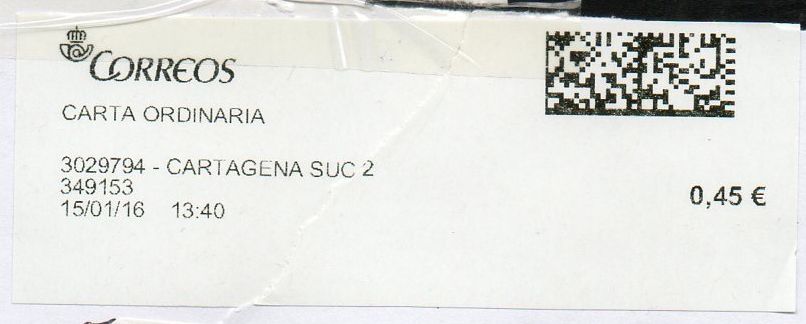 CORREOS
CARTA ORDINARIA
3029794 - CARTAGENA SUC 2
349153
15/01/16 13:40
0,45 €